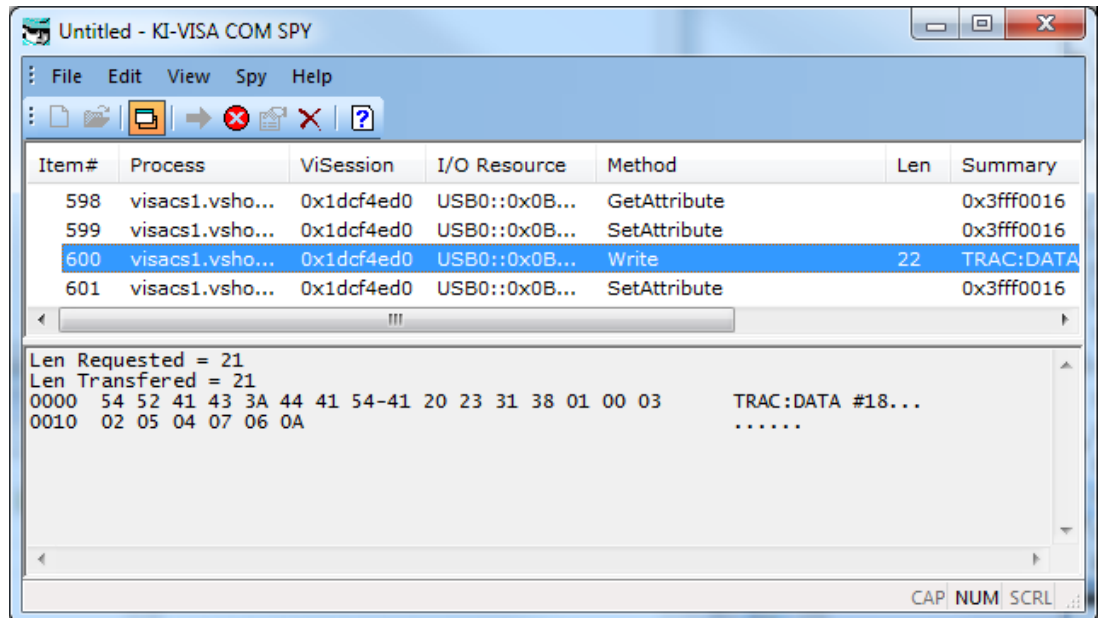 Untitled - KI-VISA COM SPY
File Edit View Spy Help
Item# Process ViSession I/O Resource Method Len Summary
598 visacs1.vsho... 0x1dcf4ed0 USB0::0x0B... GetAttribute 0x3fff0016
599 visacs1.vsho... 0x1dcf4ed0 USB0::0x0B... SetAttribute 0x3fff0016
600 visacs1.vsho... 0x1dcf4ed0 USB0::0x0B... Write 22 TRAC:DATA
601 visacs1.vsho... 0x1dcf4ed0 USB0::0x0B... SetAttribute 0x3fff0016
Len Requested = 21
Len Transfered = 21
0000 54 52 41 43 3A 44 41 54-41 20 23 31 38 01 00 03 TRAC:DATA #18...
0010 02 05 04 07 06 0A ......
CAP NUM SCRL